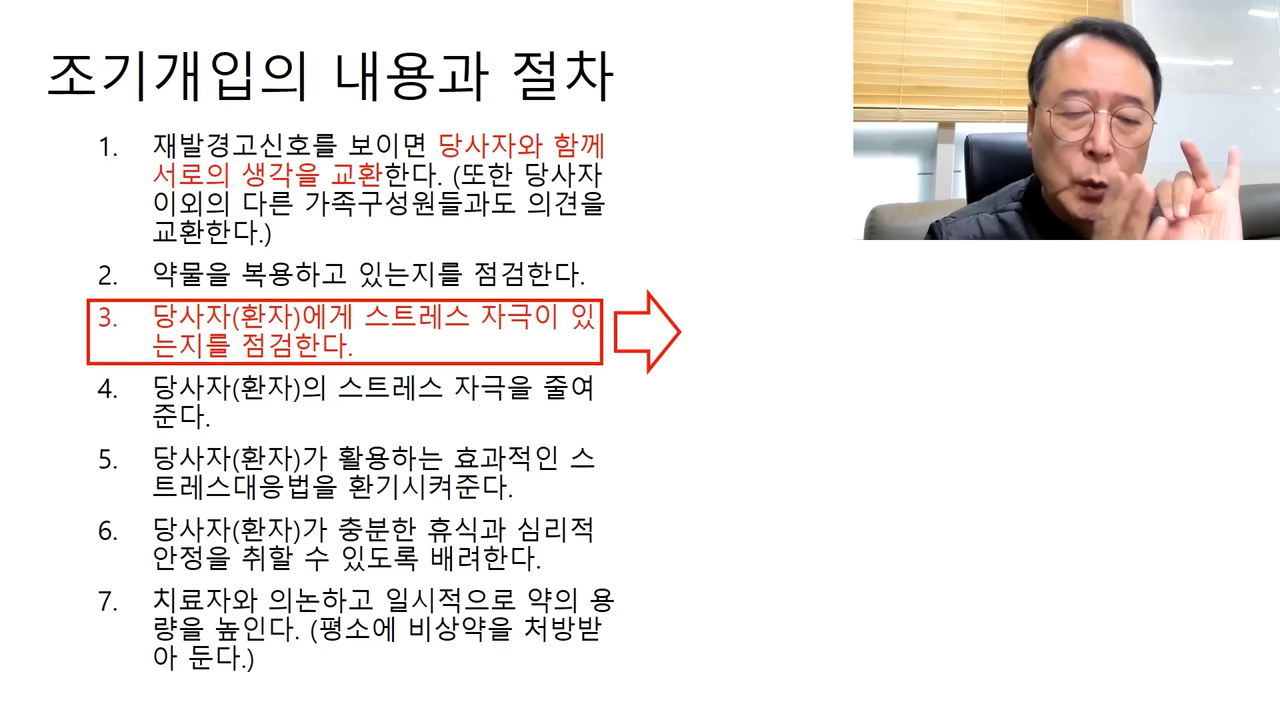 조기개입의 내용과 절차
1. 재발경고신호를 보이면 당사자와 함께
서로의 생각을 교환한다. (또한 당사자
이외의 다른 가족구성원들과도 의견을
교환한다.)
2. 약물을 복용하고 있는지를 점검한다.
3. 당사자(환자)에게 스트레스 자극이 있
는지를 점검한다.
4. 당사자(환자)의 스트레스 자극을 줄여
준다.
5. 당사자(환자)가 활용하는 효과적인 스
트레스대응법을 환기시켜준다.
6. 당사자(환자)가 충분한 휴식과 심리적
안정을 취할 수 있도록 배려한다.
7. 치료자와 의논하고 일시적으로 약의 용
량을 높인다. (평소에 비상약을 처방받
아 둔다.)